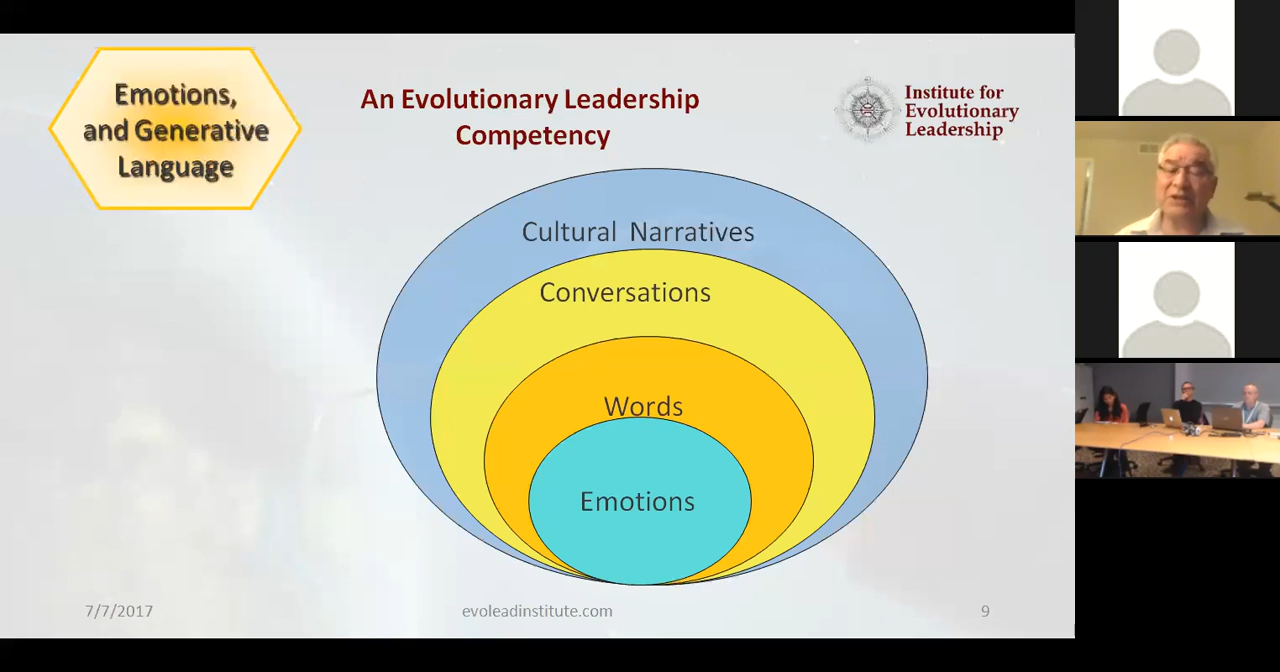 Emotions,
and Generative
Language
An Evolutionary Leadership
Competency
Institute for
Evolutionary
Leadership
Cultural Narratives
Conversations
Words
Emotions
7/7/2017
evoleadinstitute.com
9